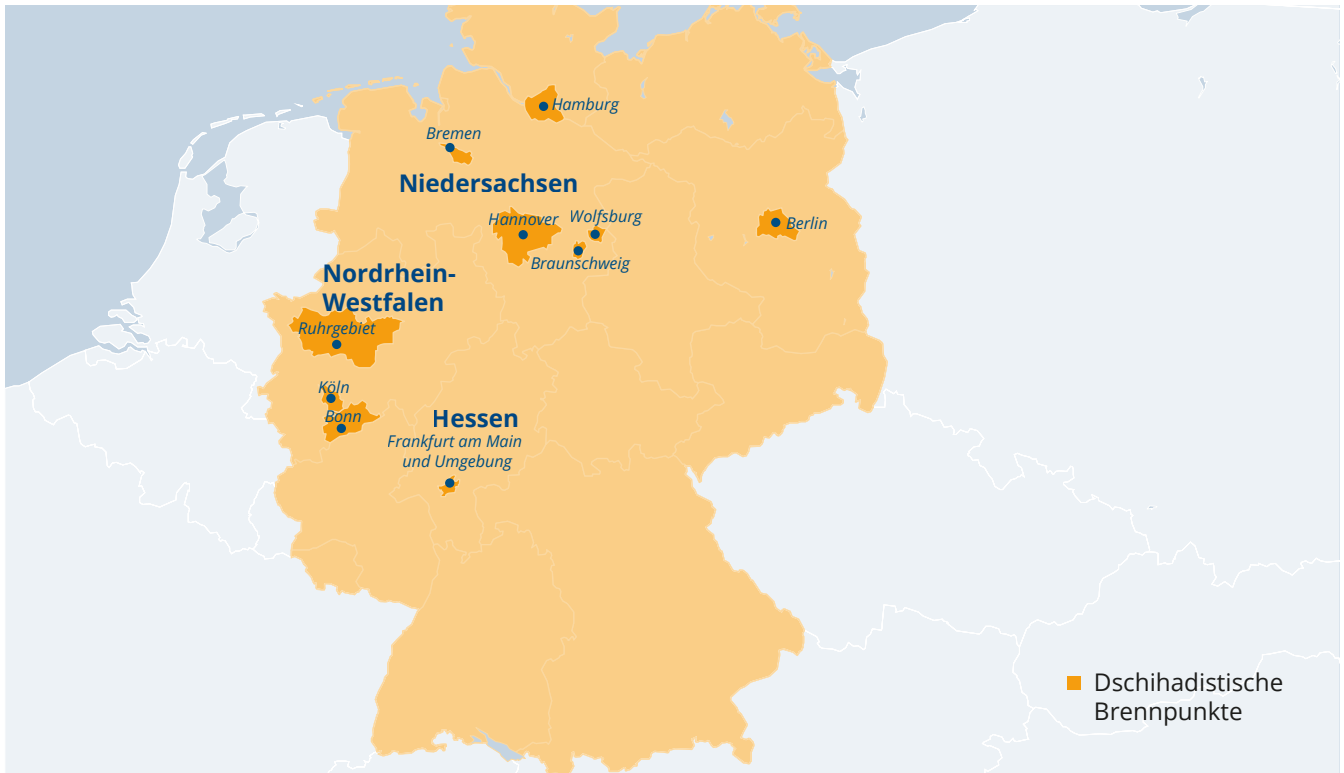 Hamburg
Bremen
Niedersachsen
Hannover
Wolfsburg
Berlin
Braunschweig
Nordrhein-
Westfalen
Ruhrgebiet
Köln
Bonn
Hessen
Frankfurt am Main
und Umgebung
Dschihadistische
Brennpunkte